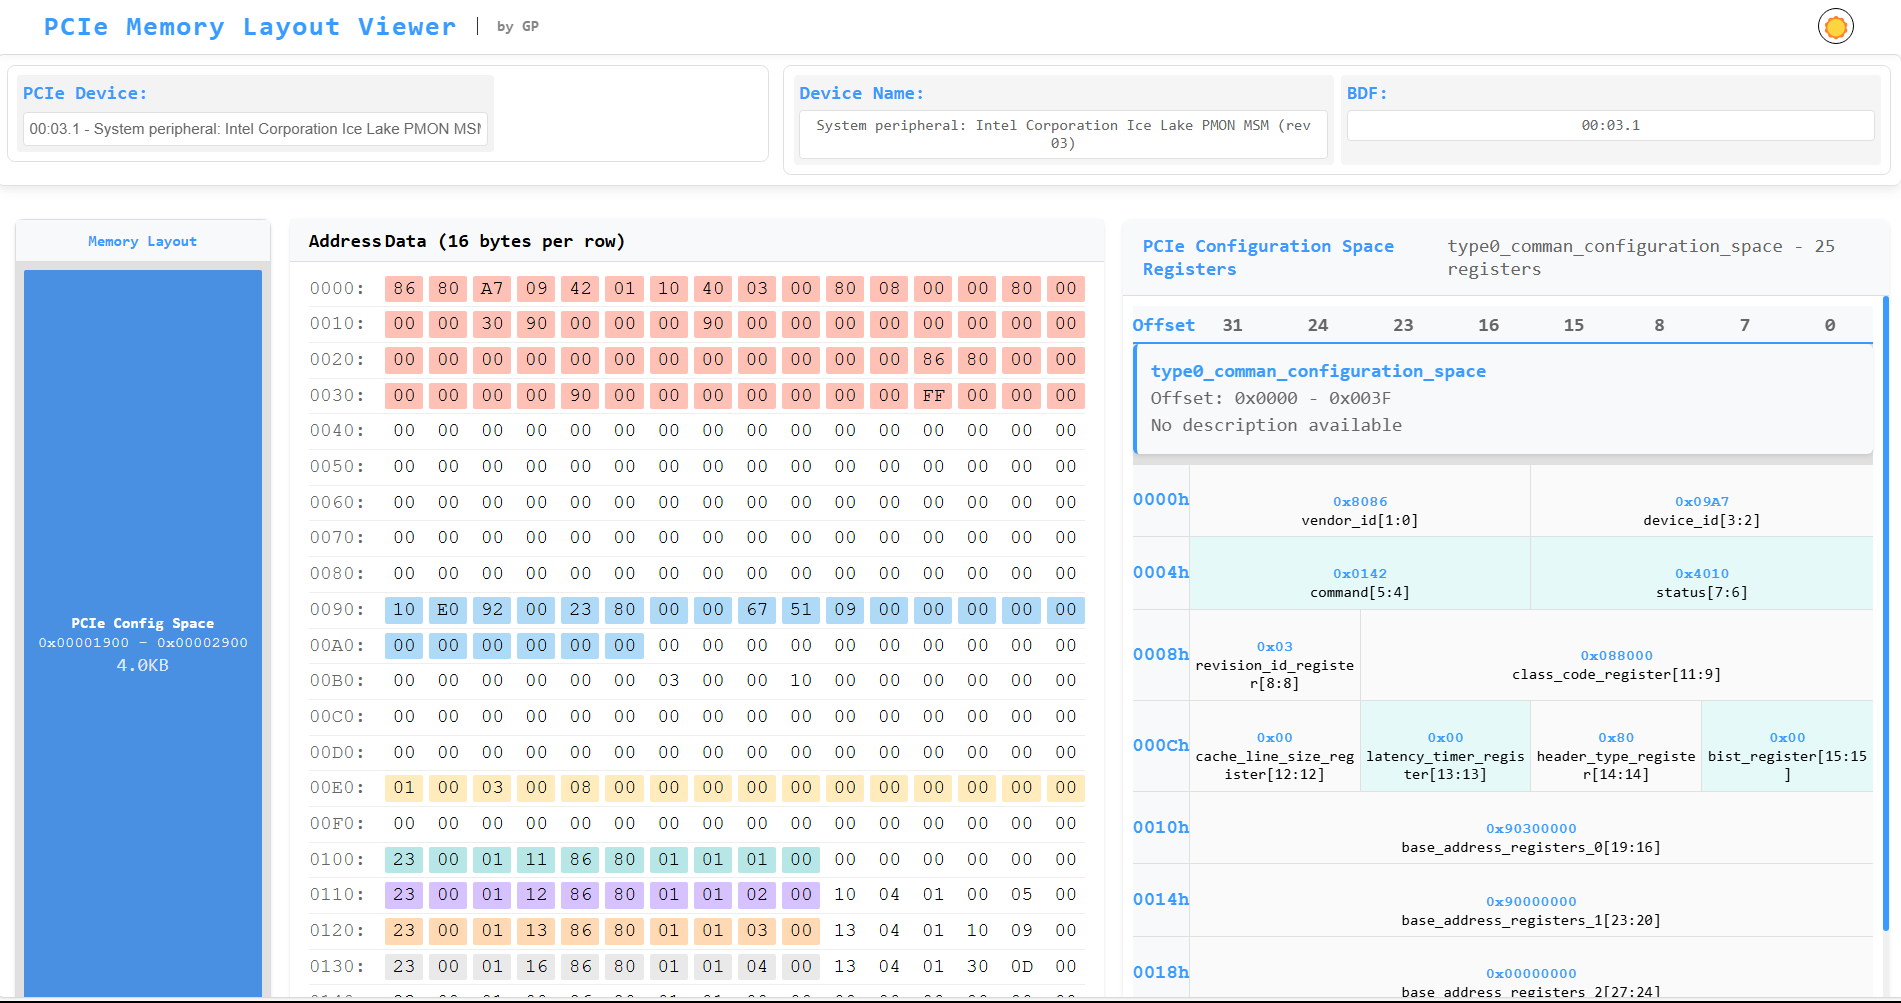 PCIe Memory Layout Viewer | by GP
PCIe Device:
00:03.1 - System peripheral: Intel Corporation Ice Lake PMON MSM
Device Name:
System peripheral: Intel Corporation Ice Lake PMON MSM (rev
03)
BDF:
00:03.1
Memory Layout
PCIe Config Space
0x00001900 - 0x00002900
4.0KB
Address Data (16 bytes per row)
0000: 86 80 A7 09 42 01 10 40 03 00 80 08 00 00 80 00
0010: 00 00 30 90 00 00 00 90 00 00 00 00 00 00 00 00
0020: 00 00 00 00 00 00 00 00 00 00 00 00 86 80 00 00
0030: 00 00 00 00 90 00 00 00 00 00 00 00 FF 00 00 00
0040: 00 00 00 00 00 00 00 00 00 00 00 00 00 00 00 00
0050: 00 00 00 00 00 00 00 00 00 00 00 00 00 00 00 00
0060: 00 00 00 00 00 00 00 00 00 00 00 00 00 00 00 00
0070: 00 00 00 00 00 00 00 00 00 00 00 00 00 00 00 00
0080: 00 00 00 00 00 00 00 00 00 00 00 00 00 00 00 00
0090: 10 E0 92 00 23 80 00 00 67 51 09 00 00 00 00 00
00A0: 00 00 00 00 00 00 00 00 00 00 00 00 00 00 00 00
00B0: 00 00 00 00 00 00 03 00 00 10 00 00 00 00 00 00
00C0: 00 00 00 00 00 00 00 00 00 00 00 00 00 00 00 00
00D0: 00 00 00 00 00 00 00 00 00 00 00 00 00 00 00 00
00E0: 01 00 03 00 08 00 00 00 00 00 00 00 00 00 00 00
00F0: 00 00 00 00 00 00 00 00 00 00 00 00 00 00 00 00
0100: 23 00 01 11 86 80 01 01 01 00 00 00 00 00 00 00
0110: 23 00 01 12 86 80 01 01 02 00 10 04 01 00 05 00
0120: 23 00 01 13 86 80 01 01 03 00 13 04 01 10 09 00
0130: 23 00 01 16 86 80 01 01 04 00 13 04 01 30 0D 00
PCIe Configuration Space
Registers
type0_comman_configuration_space - 25
registers
Offset 31 24 23 16 15 8 7 0
type0_comman_configuration_space
Offset: 0x0000 - 0x003F
No description available
0000h
0x8086
vendor_id[1:0]
0x09A7
device_id[3:2]
0004h
0x0142
command[5:4]
0x4010
status[7:6]
0008h
0x03
revision_id_registe
r[8:8]
0x088000
class_code_register[11:9]
000Ch
0x00
cache_line_size_reg
ister[12:12]
0x00
latency_timer_regis
ter[13:13]
0x80
header_type_registe
r[14:14]
0x00
bist_register[15:15
]
0010h
0x90300000
base_address_registers_0[19:16]
0014h
0x90000000
base_address_registers_1[23:20]
0018h
0x00000000
base_address_registers_2[27:24]